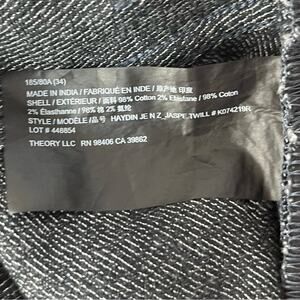 185/80A (34)
MADE IN INDIA / FABRIQUÉ EN INDE / 原产地 印度
SHELL / EXTÉRIEUR / 面料 98% Cotton 2% Elastane / 98% Coton
2% Élasthanne / 98% 棉 2% 氨纶
STYLE / MODÈLE / 品号 HAYDIN JE N Z_JASPE TWILL # K074219R
LOT # 448854
THEORY LLC RN 98406 CA 39862